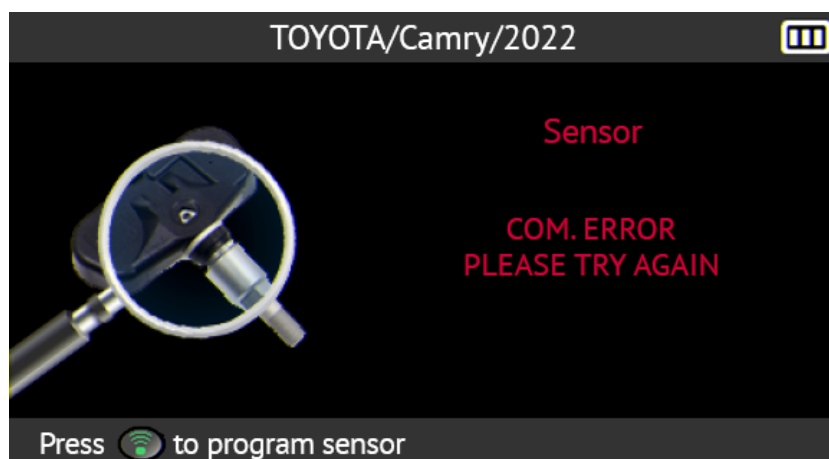 TOYOTA/Camry/2022
Sensor
COM. ERROR
PLEASE TRY AGAIN
Press to program sensor